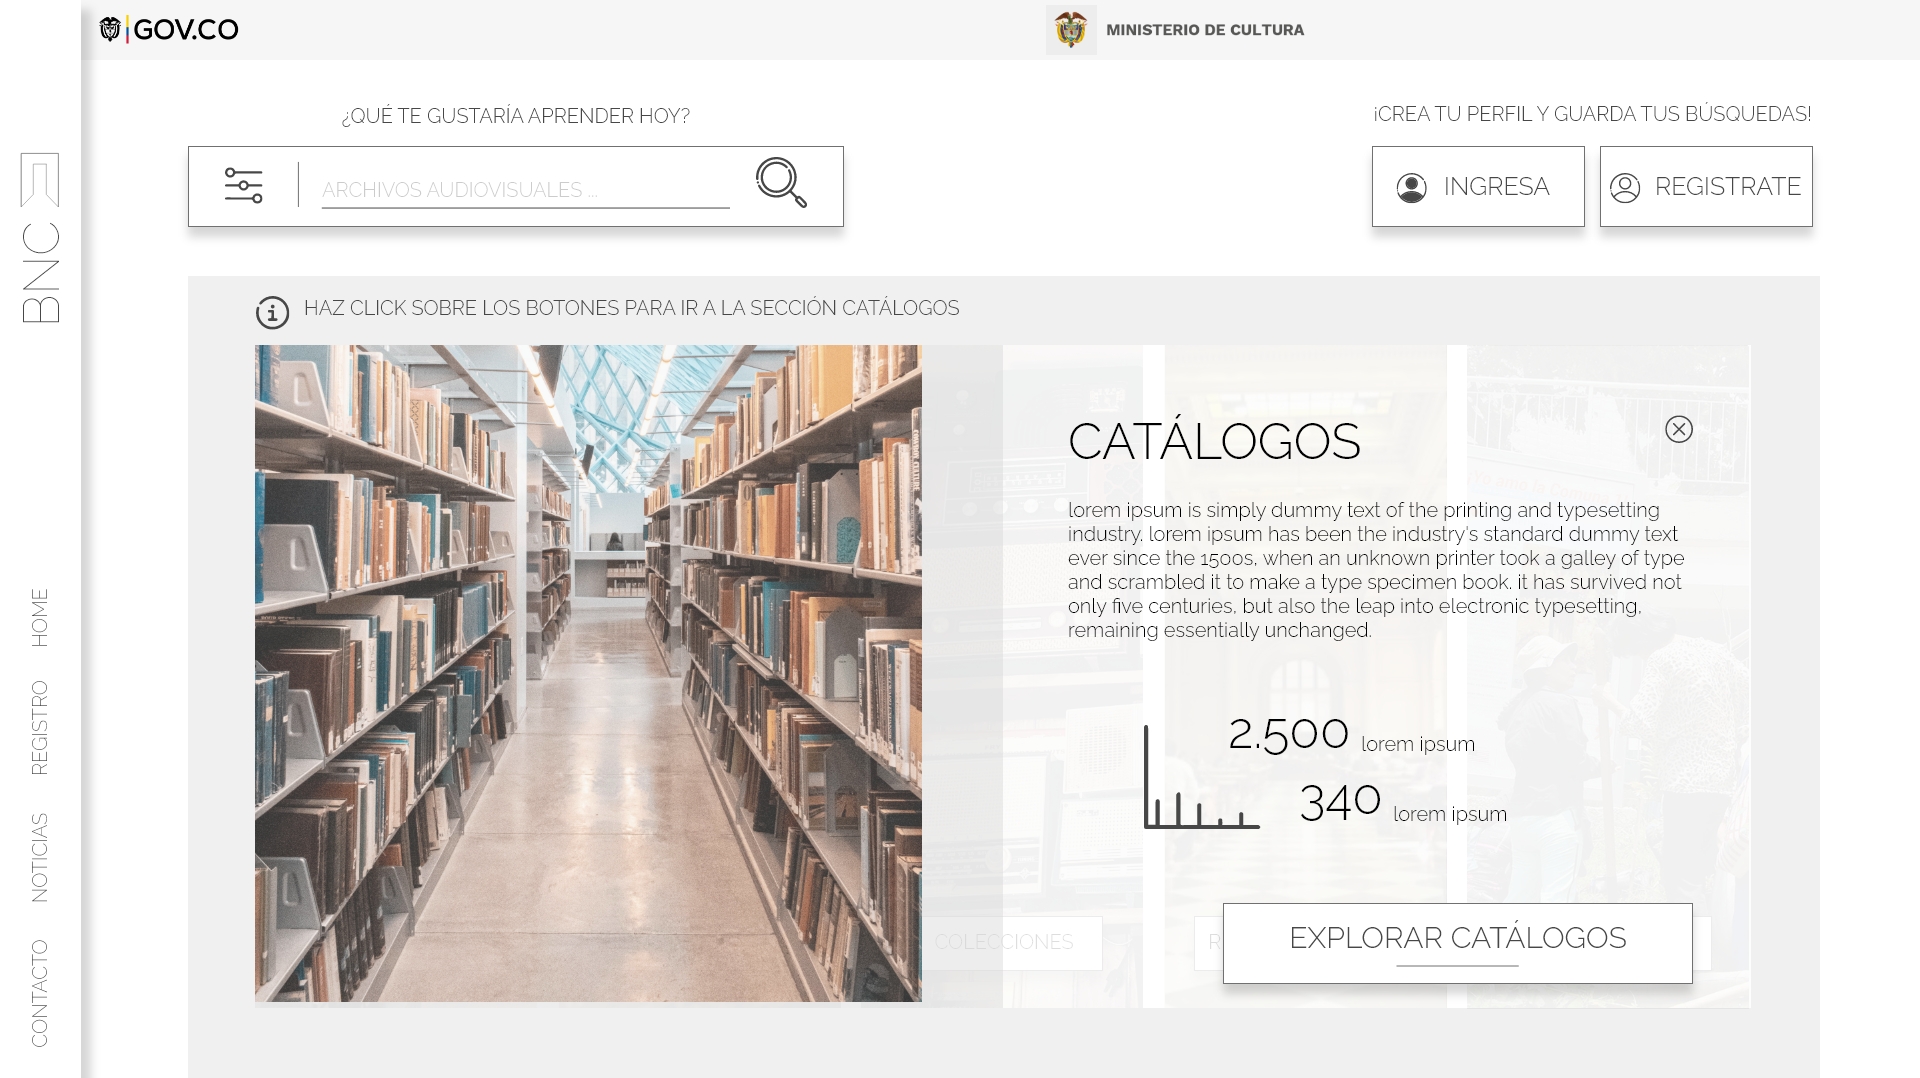 GOV.CO
MINISTERIO DE CULTURA
BNC
HOME
REGISTRO
NOTICIAS
CONTACTO
¿QUÉ TE GUSTARÍA APRENDER HOY?
ARCHIVOS AUDIOVISUALES ...
¡CREA TU PERFIL Y GUARDA TUS BÚSQUEDAS!
INGRESA
REGISTRATE
HAZ CLICK SOBRE LOS BOTONES PARA IR A LA SECCIÓN CATÁLOGOS
CATÁLOGOS
lorem ipsum is simply dummy text of the printing and typesetting
industry. lorem ipsum has been the industry's standard dummy text
ever since the 1500s, when an unknown printer took a galley of type
and scrambled it to make a type specimen book. it has survived not
only five centuries, but also the leap into electronic typesetting,
remaining essentially unchanged.
2.500 lorem ipsum
340 lorem ipsum
COLECCIONES
R
EXPLORAR CATÁLOGOS